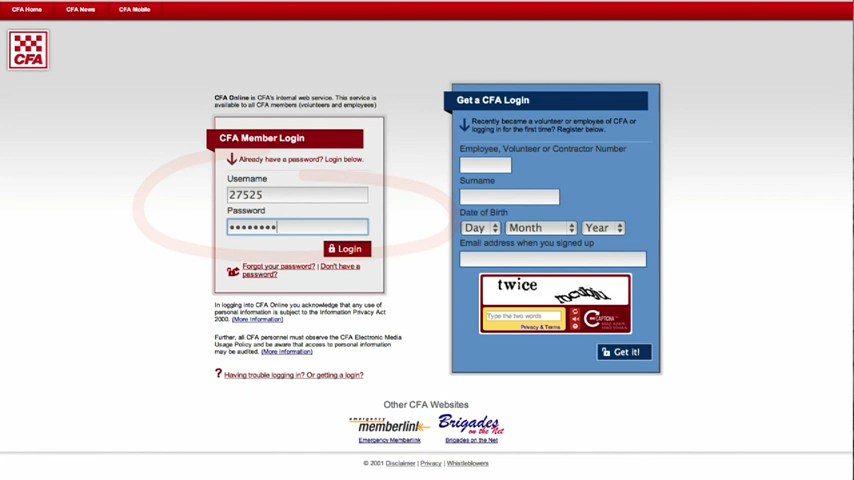 CFA Home CFA News CFA Mobile
CFA
CFA Online is CFA's internal web service. This service is
available to all CFA members (volunteers and employees)
CFA Member Login
Already have a password? Login below.
Username
27525
Password
Login
Forgot your password? | Don't have a
password?
In logging into CFA Online you acknowledge that any use of
personal information is subject to the Information Privacy Act
2000. (More Information)
Further, all CFA personnel must observe the CFA Electronic Media
Usage Policy and be aware that access to personal information
may be audited. (More Information)
? Having trouble logging in? Or getting a login?
Get a CFA Login
Recently became a volunteer or employee of CFA or
logging in for the first time? Register below.
Employee, Volunteer or Contractor Number
Surname
Date of Birth
Day Month Year
Email address when you signed up
twice
Type the two words
Privacy & Terms
Get it!
Other CFA Websites
emergency
memberlink
Emergency Memberlink
Brigades
on the Net
Brigades on the Net
© 2001 Disclaimer | Privacy | Whistleblowers